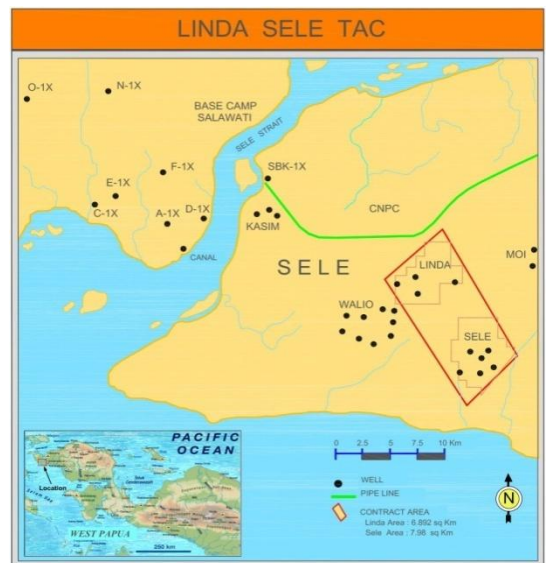 LINDA SELE TAC
O-1X
N-1X
BASE CAMP
SALAWATI
SELE STRAIT
F-1X
SBK-1X
E-1X
C-1X
A-1X
D-1X
KASIM
CNPC
CANAL
SELE
LINDA
MOI
WALIO
SELE
PACIFIC
OCEAN
Location
WEST PAPUA
250 km
0 2.5 5 7.5 10 Km
WELL
PIPE LINE
CONTRACT AREA
Linda Area : 6.892 sq Km
Sele Area : 7.98 sq Km
N